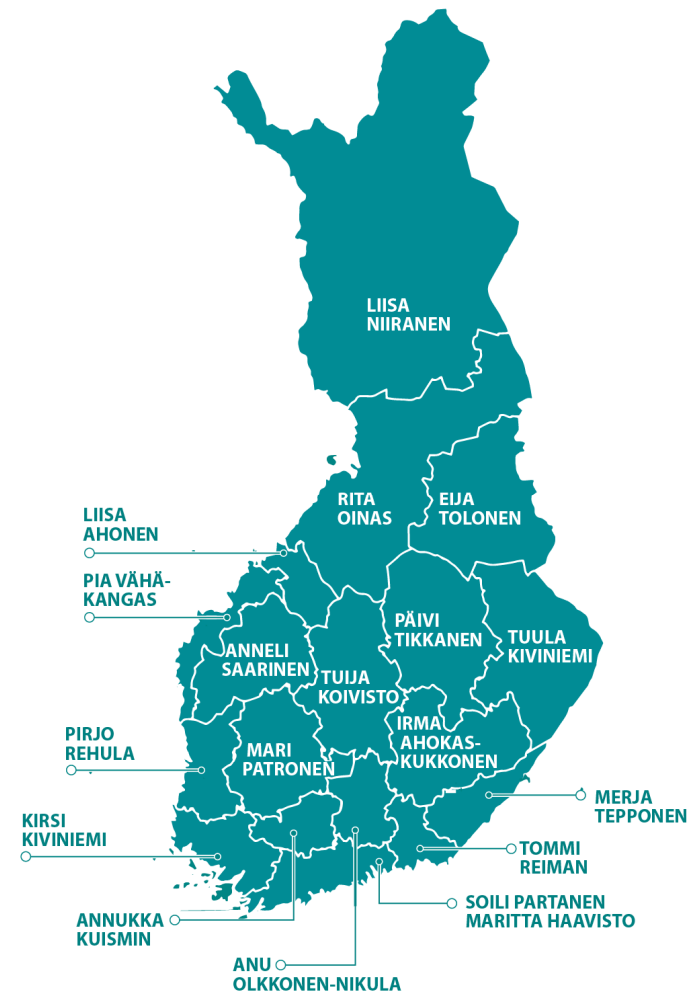 LIISA
NIIRANEN
RITA
OINAS
EIJA
TOLONEN
LIISA
AHONEN
PIA VÄHÄ-
KANGAS
PÄIVI
TIKKANEN
TUULA
KIVINIEMI
ANNELI
SAARINEN
TUIJA
KOIVISTO
IRMA
AHOKAS-
KUKKONEN
PIRJO
REHULA
MARI
PATRONEN
MERJA
TEPPONEN
KIRSI
KIVINIEMI
TOMMI
REIMAN
SOILI PARTANEN
MARITTA HAAVISTO
ANNUKKA
KUISMIN
ANU
OLKKONEN-NIKULA